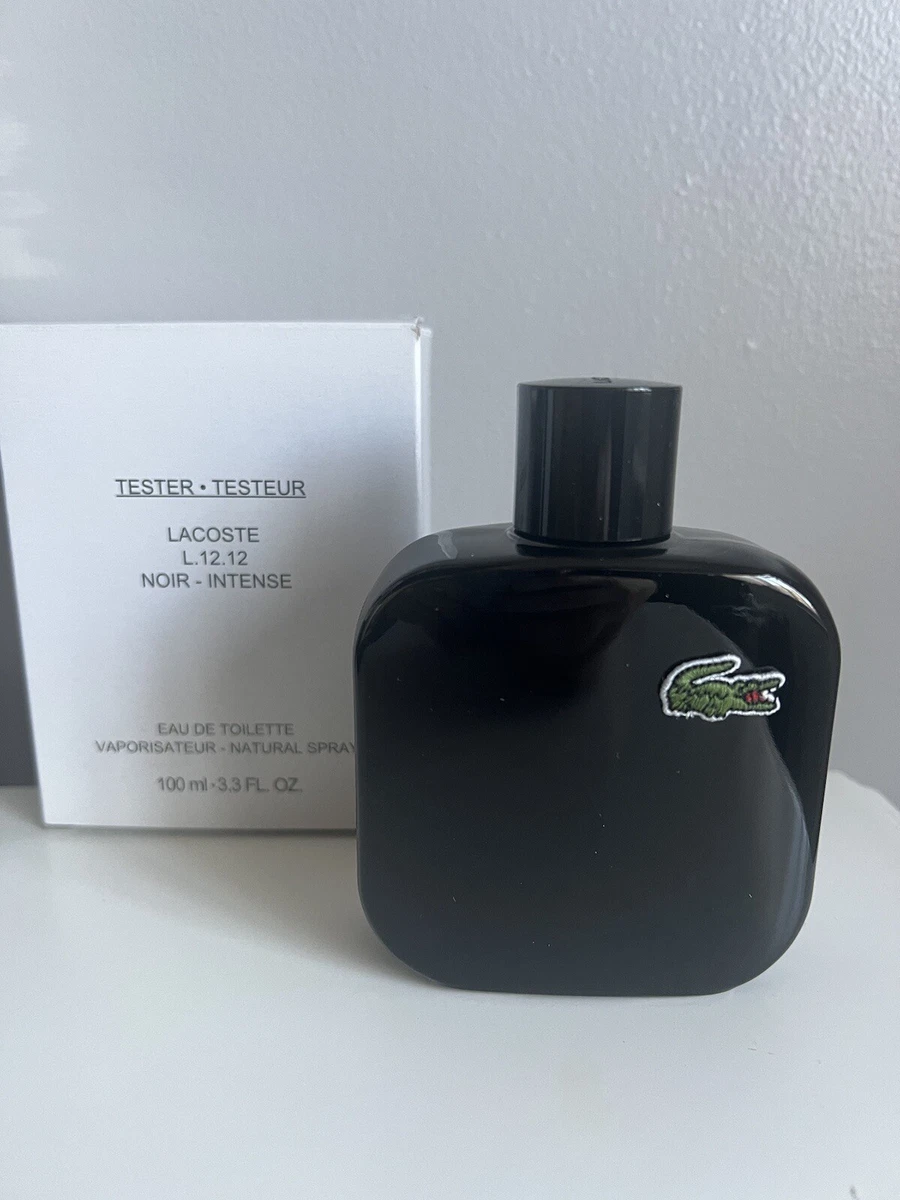 TESTER • TESTEUR
LACOSTE
L.12.12
NOIR - INTENSE
EAU DE TOILETTE
VAPORISATEUR - NATURAL SPRAY
100 ml · 3.3 FL. OZ.